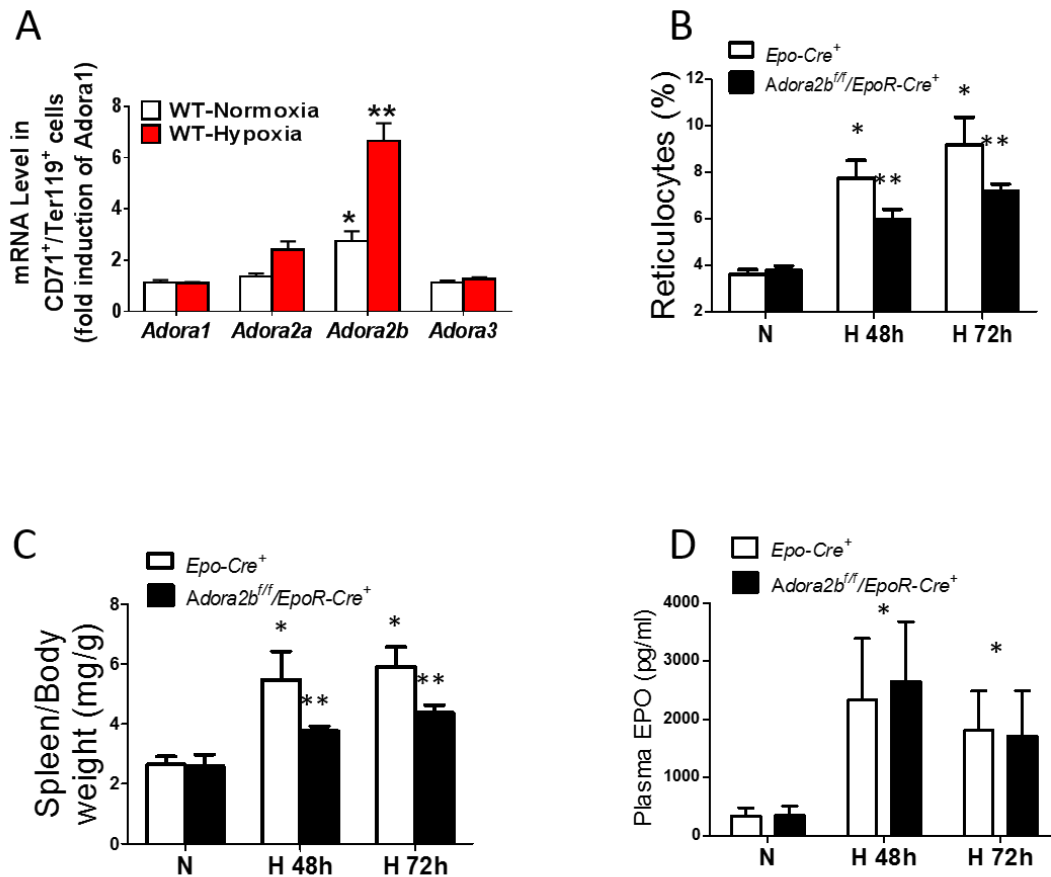 A
mRNA Level in
CD71+/Ter119+ cells
(fold induction of Adora1)
8
6
4
2
0
WT-Normoxia
WT-Hypoxia
*
**
Adora1 Adora2a Adora2b Adora3
B
Epo-Cre+
Adora2bf/f/EpoR-Cre+
Reticulocytes (%)
12
10
8
6
4
2
*
**
*
**
N H 48h H 72h
C
Epo-Cre+
Adora2bf/f/EpoR-Cre+
Spleen/Body
weight (mg/g)
8
6
4
2
0
*
**
*
**
N H 48h H 72h
D
Epo-Cre+
Adora2bf/f/EpoR-Cre+
Plasma EPO (pg/ml)
4000
3000
2000
1000
0
*
*
N H 48h H 72h